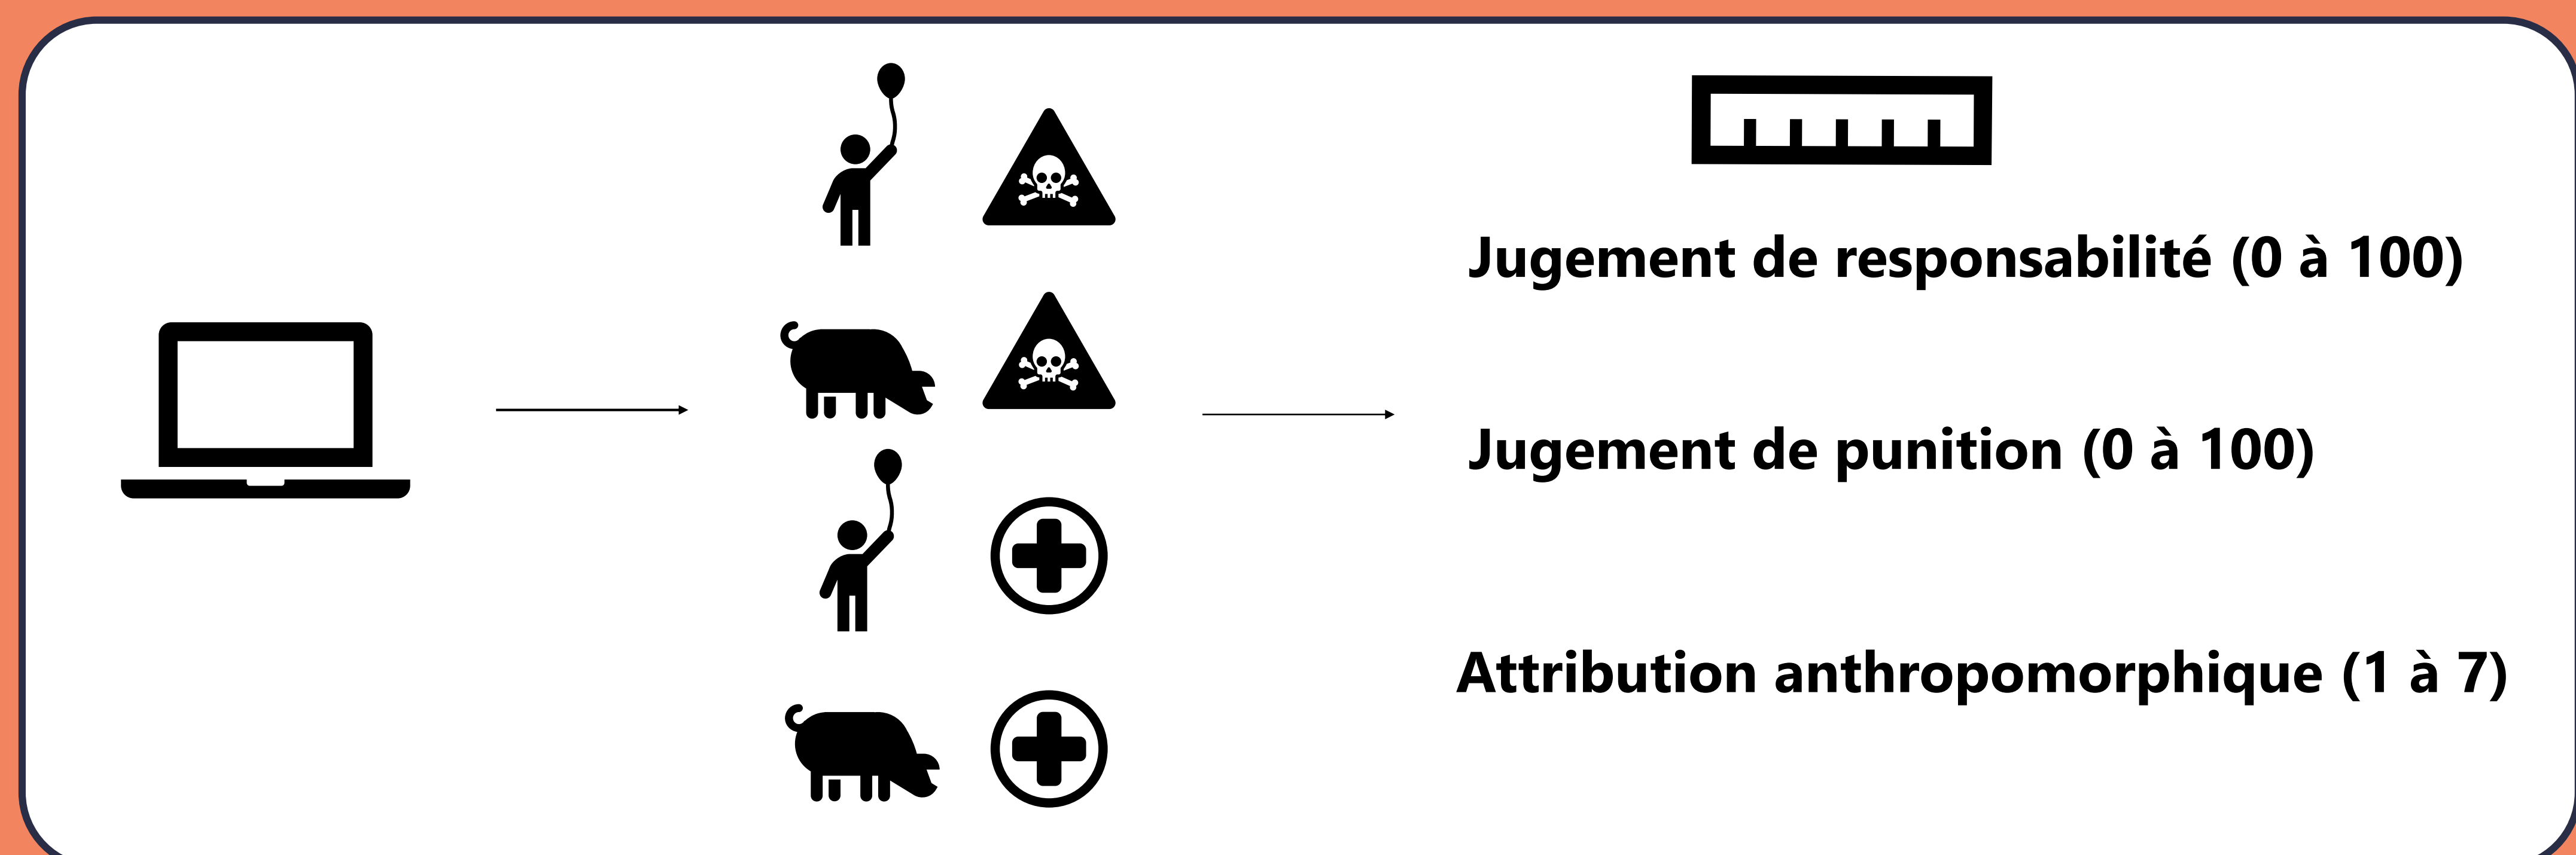 Jugement de responsabilité (0 à 100)
Jugement de punition (0 à 100)
Attribution anthropomorphique (1 à 7)